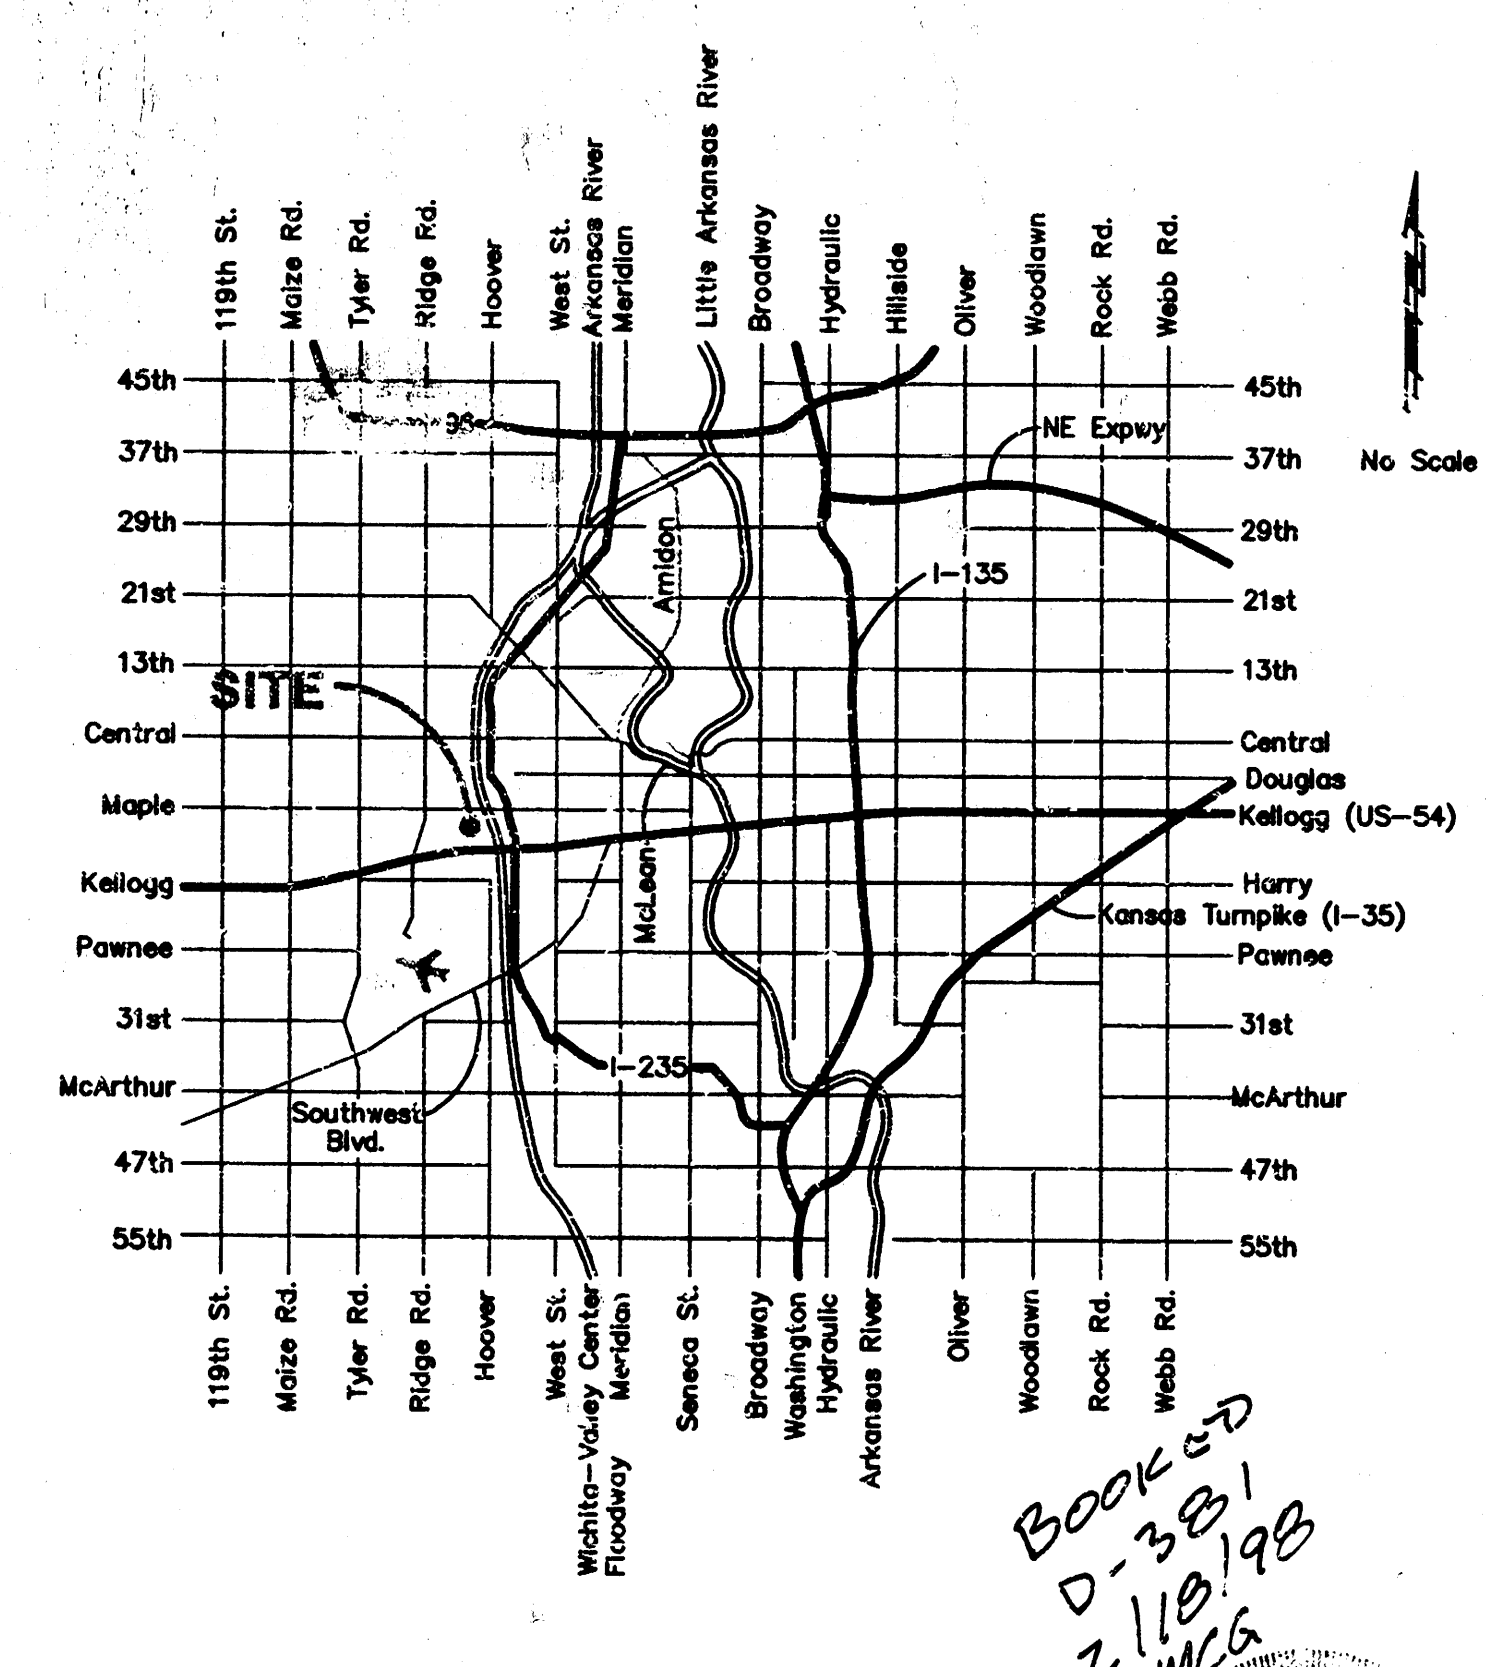 119th St.
Maize Rd.
Tyler Rd.
Ridge Rd.
Hoover
West St.
Arkansas River
Meridian
Little Arkansas River
Broadway
Hydraulic
Hillside
Oliver
Woodlawn
Rock Rd.
Webb Rd.
45th
45th
96
NE Expwy
37th
37th
No Scale
29th
29th
Amidon
I-135
21st
21st
13th
13th
SITE
Central
Central
Douglas
Maple
Kellogg (US-54)
Kellogg
McLean
Harry
Kansas Turnpike (I-35)
Pawnee
Pawnee
31st
31st
I-235
McArthur
McArthur
Southwest
Blvd.
47th
47th
55th
55th
119th St.
Maize Rd.
Tyler Rd.
Ridge Rd.
Hoover
West St.
Wichita-Valley Center
Floodway
Meridian
Seneca St.
Broadway
Washington
Hydraulic
Arkansas River
Oliver
Woodlawn
Rock Rd.
Webb Rd.
BOOKED
D-381